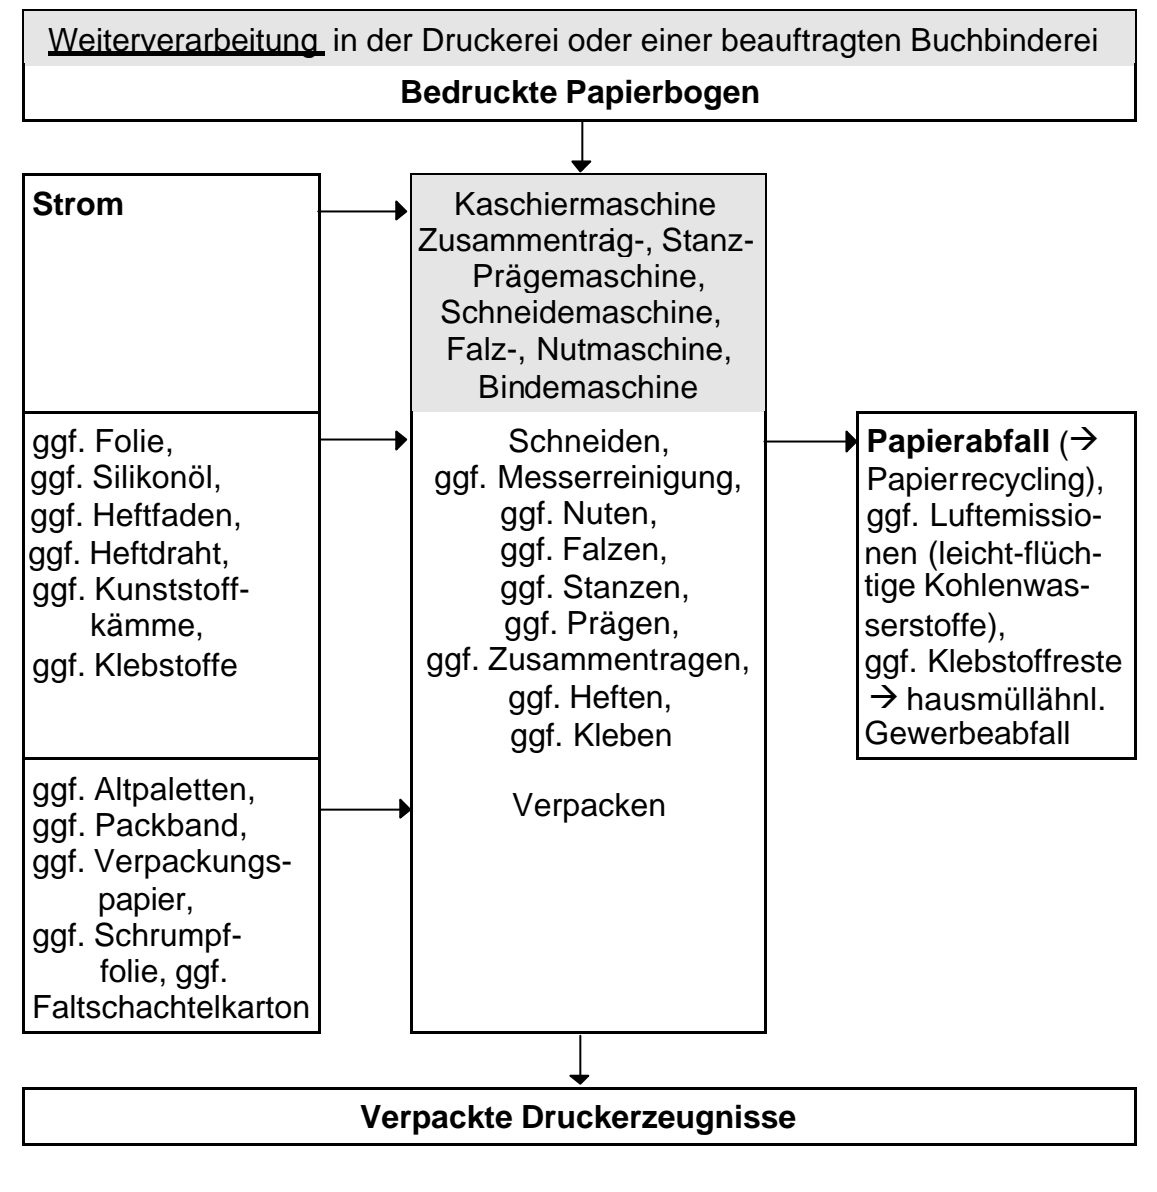 Weiterverarbeitung in der Druckerei oder einer beauftragten Buchbinderei
Bedruckte Papierbogen
Strom
Kaschiermaschine
Zusammentrag-, Stanz-
Prägemaschine,
Schneidemaschine,
Falz-, Nutmaschine,
Bindemaschine
ggf. Folie,
ggf. Silikonöl,
ggf. Heftfaden,
ggf. Heftdraht,
ggf. Kunststoff-
kämme,
ggf. Klebstoffe
Schneiden,
ggf. Messerreinigung,
ggf. Nuten,
ggf. Falzen,
ggf. Stanzen,
ggf. Prägen,
ggf. Zusammentragen,
ggf. Heften,
ggf. Kleben
Verpacken
Papierabfall (→
Papierrecycling),
ggf. Luftemissio-
nen (leicht-flüch-
tige Kohlenwas-
serstoffe),
ggf. Klebstoffreste
→ hausmüllähnl.
Gewerbeabfall
ggf. Altpaletten,
ggf. Packband,
ggf. Verpackungs-
papier,
ggf. Schrumpf-
folie, ggf.
Faltschachtelkarton
Verpackte Druckerzeugnisse